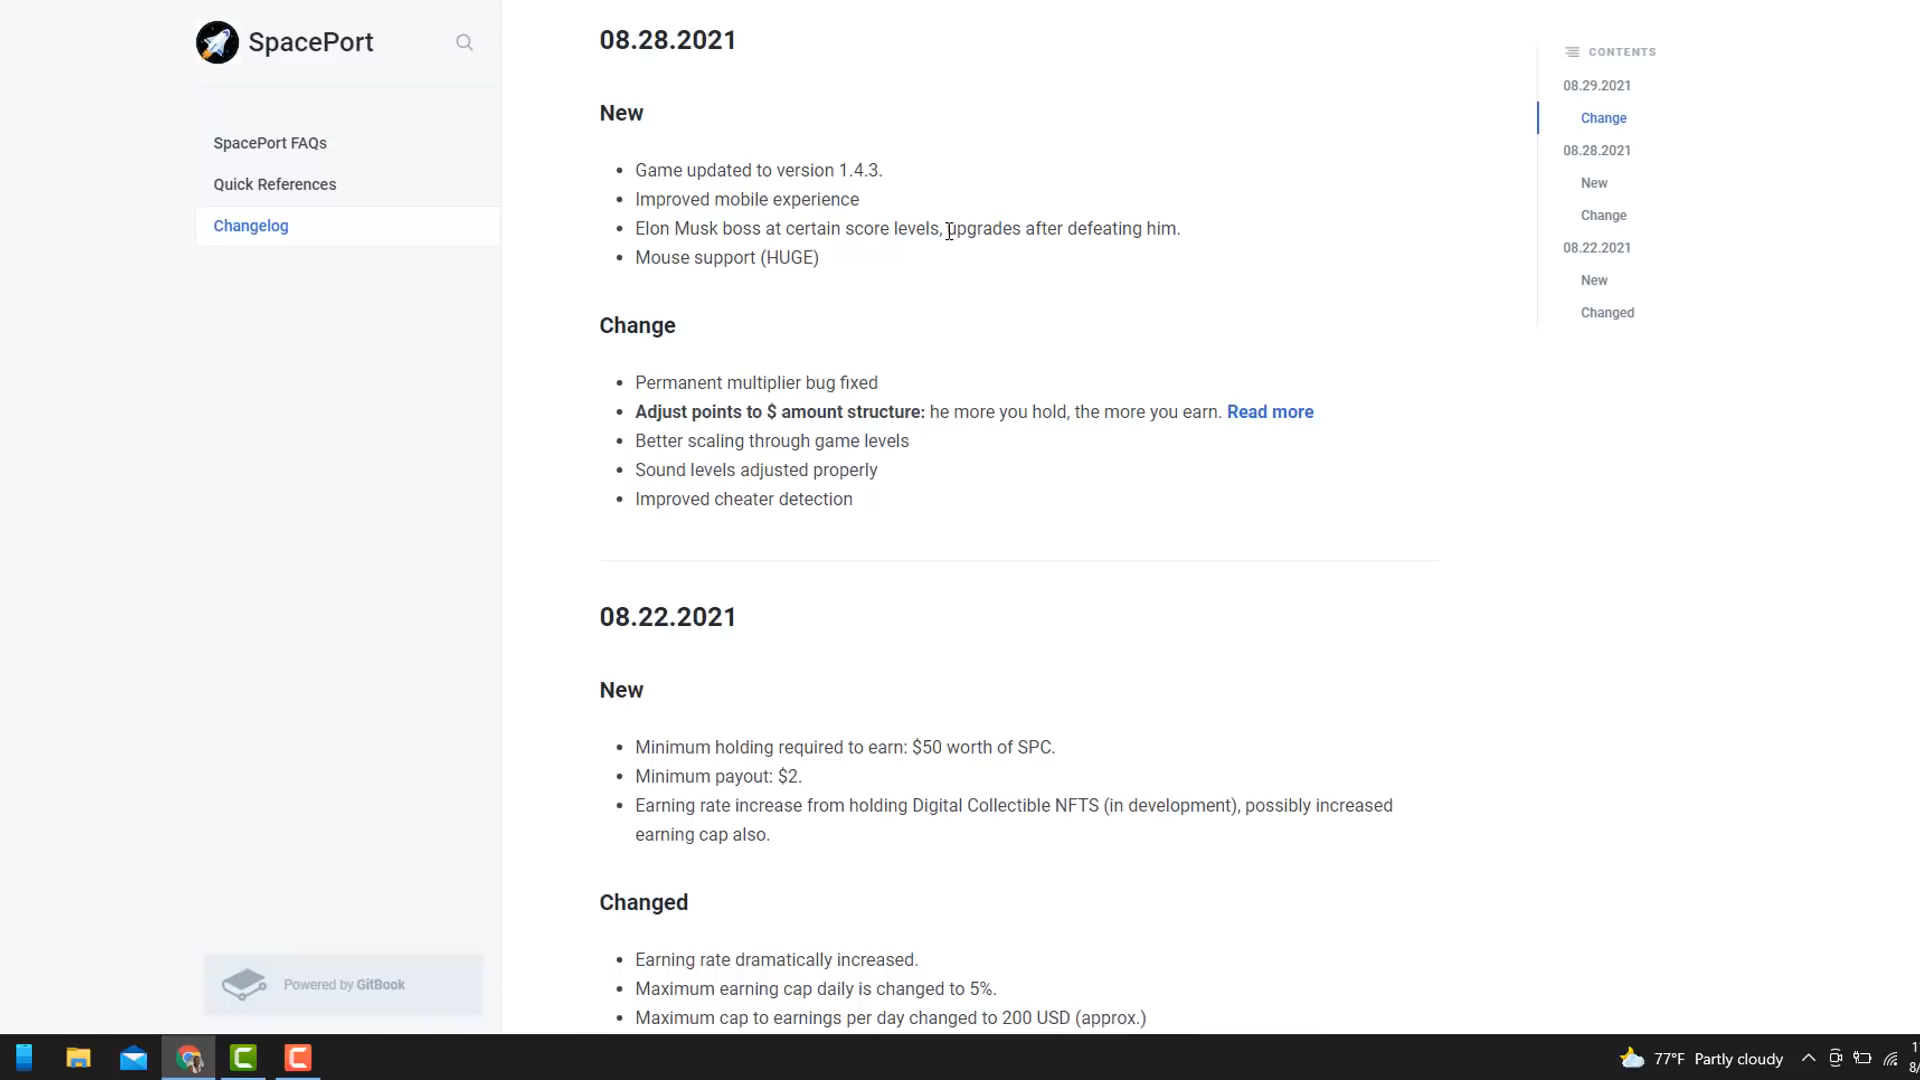 SpacePort
SpacePort FAQs
Quick References
Changelog
Powered by GitBook
08.28.2021
New
Game updated to version 1.4.3.
Improved mobile experience
Elon Musk boss at certain score levels, upgrades after defeating him.
Mouse support (HUGE)
Change
Permanent multiplier bug fixed
Adjust points to $ amount structure: he more you hold, the more you earn. Read more
Better scaling through game levels
Sound levels adjusted properly
Improved cheater detection
08.22.2021
New
Minimum holding required to earn: $50 worth of SPC.
Minimum payout: $2.
Earning rate increase from holding Digital Collectible NFTS (in development), possibly increased
earning cap also.
Changed
Earning rate dramatically increased.
Maximum earning cap daily is changed to 5%.
Maximum cap to earnings per day changed to 200 USD (approx.)
CONTENTS
08.29.2021
Change
08.28.2021
New
Change
08.22.2021
New
Changed
77°F Partly cloudy